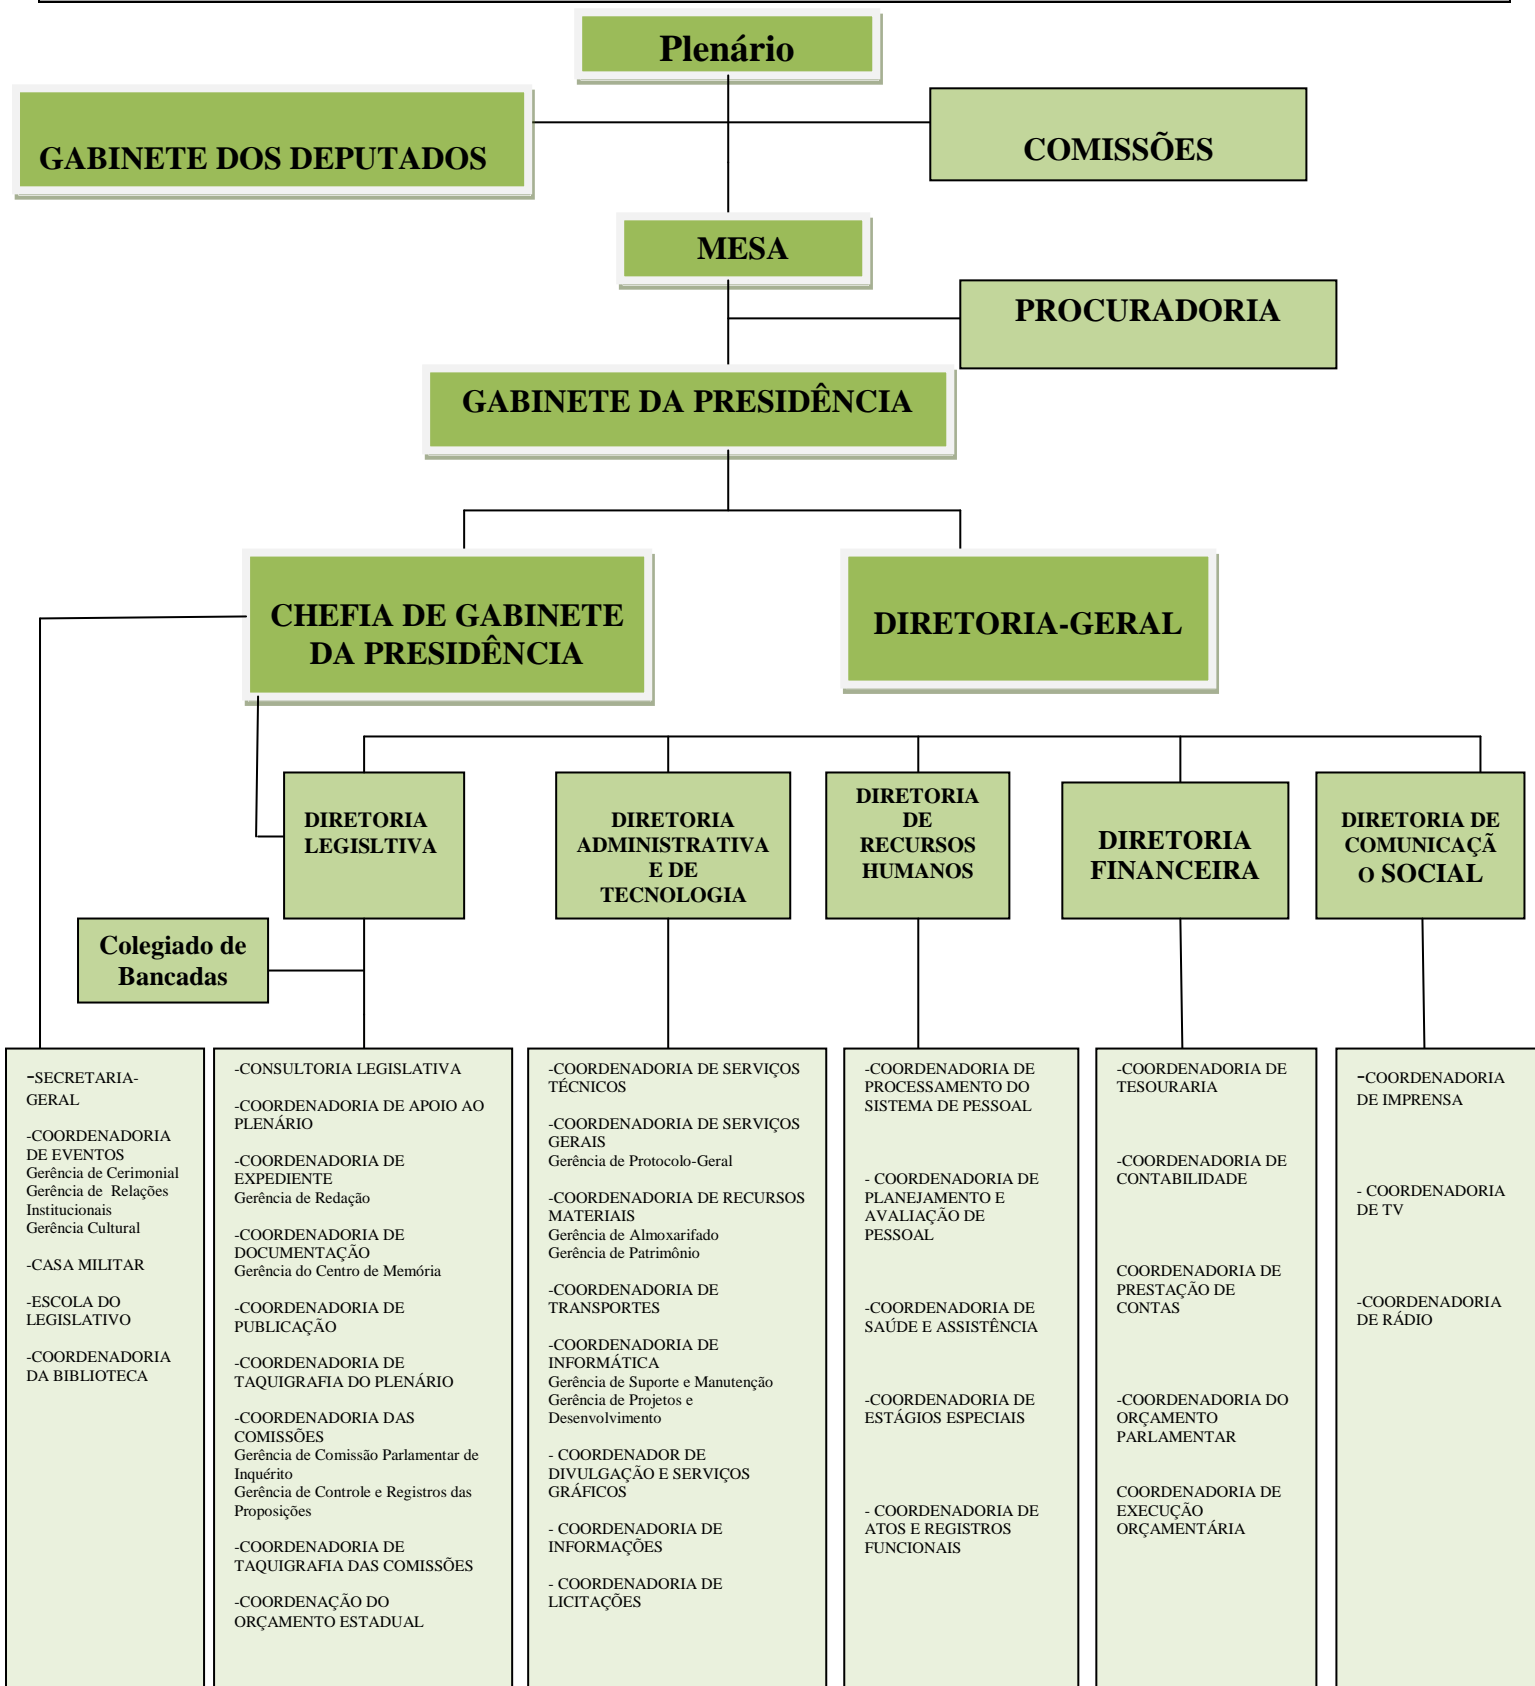 Plenário
GABINETE DOS DEPUTADOS
COMISSÕES
MESA
PROCURADORIA
GABINETE DA PRESIDÊNCIA
CHEFIA DE GABINETE
DA PRESIDÊNCIA
DIRETORIA-GERAL
DIRETORIA
LEGISLTIVA
DIRETORIA
ADMINISTRATIVA
E DE
TECNOLOGIA
DIRETORIA
DE
RECURSOS
HUMANOS
DIRETORIA
FINANCEIRA
DIRETORIA DE
COMUNICAÇÃ
O SOCIAL
Colegiado de
Bancadas
-SECRETARIA-
GERAL
-COORDENADORIA
DE EVENTOS
Gerência de Cerimonial
Gerência de  Relações
Institucionais
Gerência Cultural
-CASA MILITAR
-ESCOLA DO
LEGISLATIVO
-COORDENADORIA
DA BIBLIOTECA
-CONSULTORIA LEGISLATIVA
-COORDENADORIA DE APOIO AO
PLENÁRIO
-COORDENADORIA DE
EXPEDIENTE
Gerência de Redação
-COORDENADORIA DE
DOCUMENTAÇÃO
Gerência do Centro de Memória
-COORDENADORIA DE
PUBLICAÇÃO
-COORDENADORIA DE
TAQUIGRAFIA DO PLENÁRIO
-COORDENADORIA DAS
COMISSÕES
Gerência de Comissão Parlamentar de
Inquérito
Gerência de Controle e Registros das
Proposições
-COORDENADORIA DE
TAQUIGRAFIA DAS COMISSÕES
-COORDENAÇÃO DO
ORÇAMENTO ESTADUAL
-COORDENADORIA DE SERVIÇOS
TÉCNICOS
-COORDENADORIA DE SERVIÇOS
GERAIS
Gerência de Protocolo-Geral
-COORDENADORIA DE RECURSOS
MATERIAIS
Gerência de Almoxarifado
Gerência de Patrimônio
-COORDENADORIA DE
TRANSPORTES
-COORDENADORIA DE
INFORMÁTICA
Gerência de Suporte e Manutenção
Gerência de Projetos e
Desenvolvimento
- COORDENADOR DE
DIVULGAÇÃO E SERVIÇOS
GRÁFICOS
- COORDENADORIA DE
INFORMAÇÕES
- COORDENADORIA DE
LICITAÇÕES
-COORDENADORIA DE
PROCESSAMENTO DO
SISTEMA DE PESSOAL
- COORDENADORIA DE
PLANEJAMENTO E
AVALIAÇÃO DE
PESSOAL
-COORDENADORIA DE
SAÚDE E ASSISTÊNCIA
-COORDENADORIA DE
ESTÁGIOS ESPECIAIS
- COORDENADORIA DE
ATOS E REGISTROS
FUNCIONAIS
-COORDENADORIA DE
TESOURARIA
-COORDENADORIA DE
CONTABILIDADE
COORDENADORIA DE
PRESTAÇÃO DE
CONTAS
-COORDENADORIA DO
ORÇAMENTO
PARLAMENTAR
COORDENADORIA DE
EXECUÇÃO
ORÇAMENTÁRIA
-COORDENADORIA
DE IMPRENSA
- COORDENADORIA
DE TV
-COORDENADORIA
DE RÁDIO